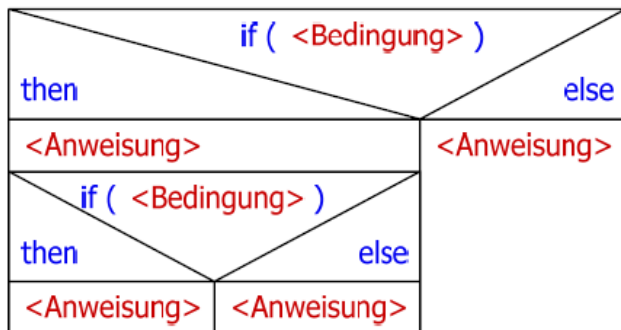 if ( <Bedingung> )
then else
<Anweisung> <Anweisung>
if ( <Bedingung> )
then else
<Anweisung> <Anweisung>